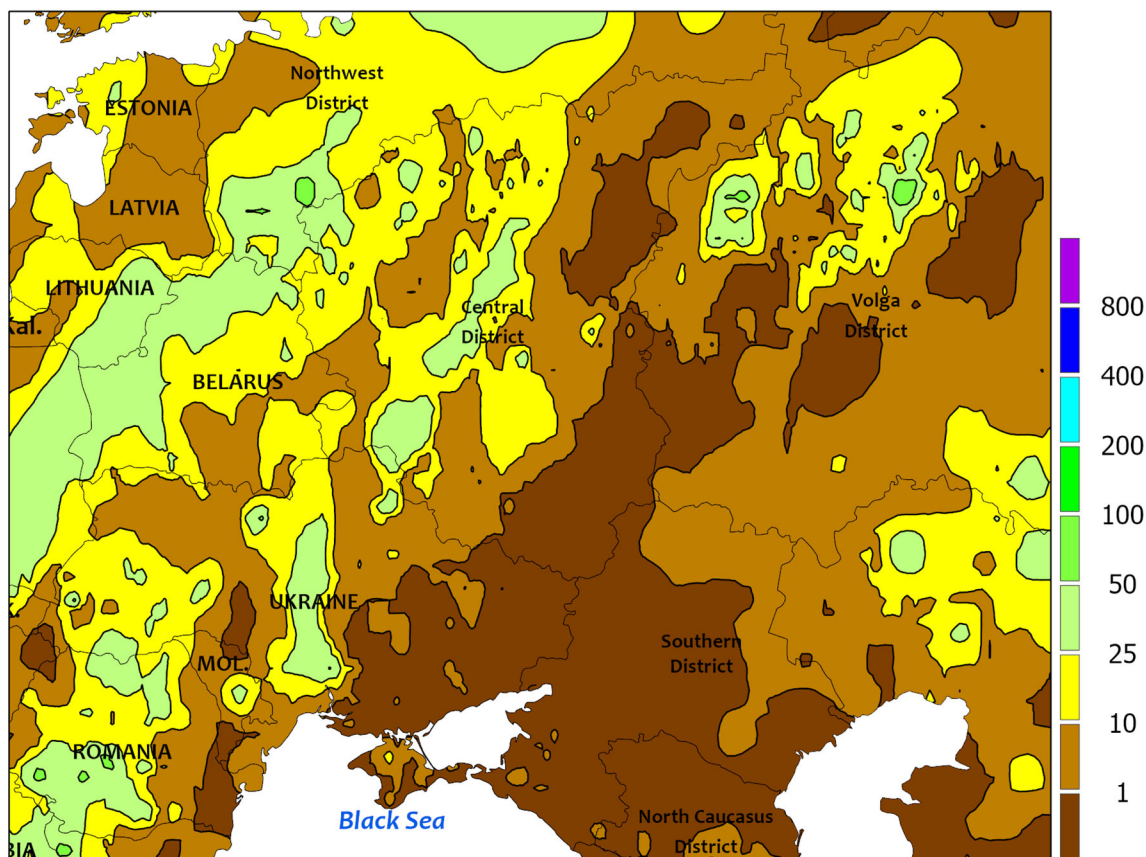 Northwest
District
ESTONIA
LATVIA
LITHUANIA
Kal.
Central
District
Volga
District
BELARUS
UKRAINE
K.
MOL.
Southern
District
ROMANIA
Black Sea
North Caucasus
District
BIA
800
400
200
100
50
25
10
1